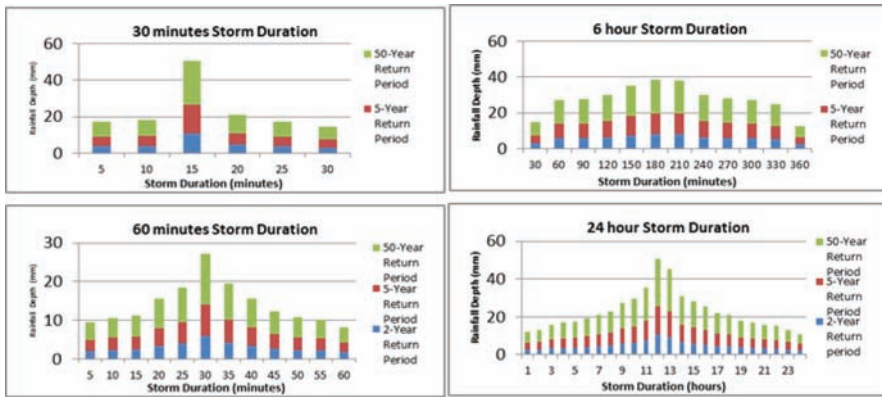 30 minutes Storm Duration
60
40
20
0
Rainfall Depth (mm)
5 10 15 20 25 30
Storm Duration (minutes)
50-Year
Return
Period
5-Year
Return
Period
6 hour Storm Duration
60
40
20
0
Rainfall Depth (mm)
30 60 90 120 150 180 210 240 270 300 330 360
Storm Duration (minutes)
50-Year
Return
Period
5-Year
Return
Period
60 minutes Storm Duration
30
20
10
0
Rainfall Depth (mm)
5 10 15 20 25 30 35 40 45 50 55 60
Storm Duration (minutes)
50-Year
Return
Period
5-Year
Return
Period
2-Year
Return
Period
24 hour Storm Duration
60
40
20
0
Rainfall Depth (mm)
1 3 5 7 9 11 13 15 17 19 21 23
Storm Duration (hours)
50-Year
Return
Period
5-Year
Return
Period
2-Year
Return
period